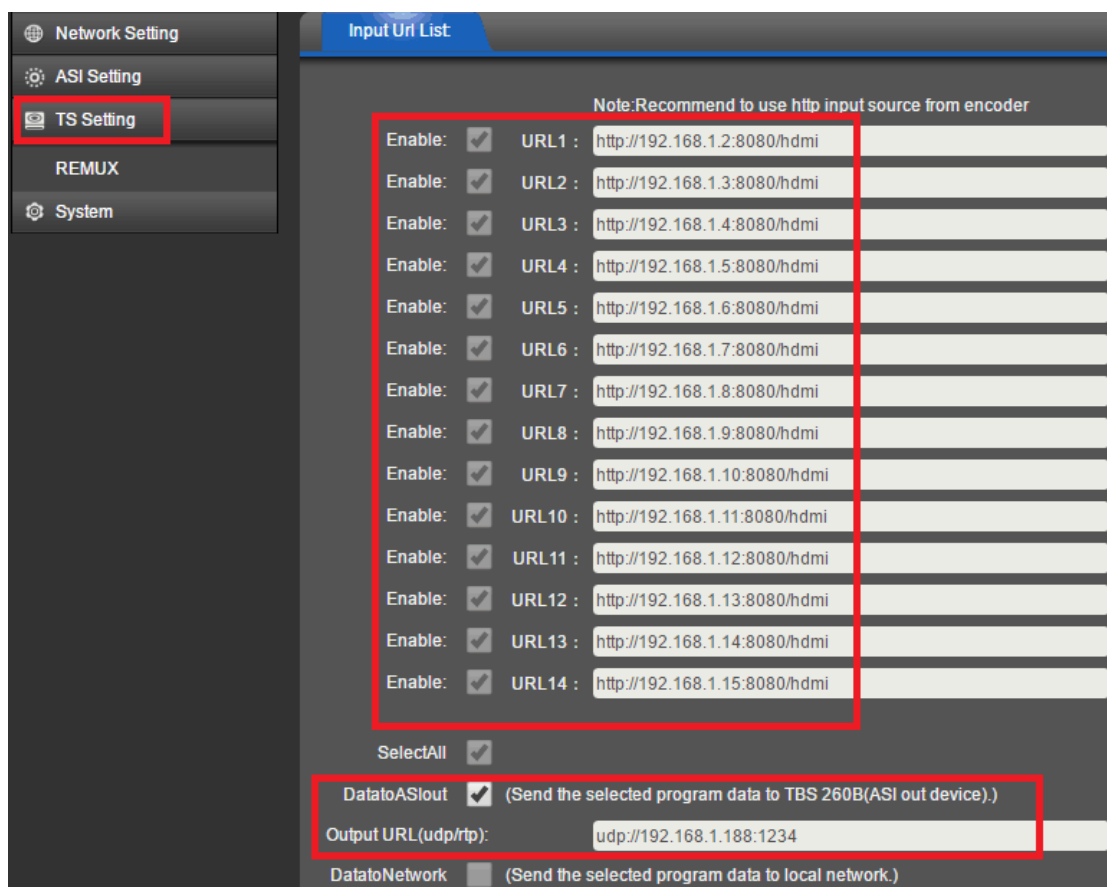 Network Setting
Input Url List:
ASI Setting
Note:Recommend to use http input source from encoder
TS Setting
Enable: URL1 : http://192.168.1.2:8080/hdmi
REMUX
Enable: URL2 : http://192.168.1.3:8080/hdmi
System
Enable: URL3 : http://192.168.1.4:8080/hdmi
Enable: URL4 : http://192.168.1.5:8080/hdmi
Enable: URL5 : http://192.168.1.6:8080/hdmi
Enable: URL6 : http://192.168.1.7:8080/hdmi
Enable: URL7 : http://192.168.1.8:8080/hdmi
Enable: URL8 : http://192.168.1.9:8080/hdmi
Enable: URL9 : http://192.168.1.10:8080/hdmi
Enable: URL10 : http://192.168.1.11:8080/hdmi
Enable: URL11 : http://192.168.1.12:8080/hdmi
Enable: URL12 : http://192.168.1.13:8080/hdmi
Enable: URL13 : http://192.168.1.14:8080/hdmi
Enable: URL14 : http://192.168.1.15:8080/hdmi
SelectAll
DatatoASIout (Send the selected program data to TBS 260B(ASI out device).)
Output URL(udp/rtp): udp://192.168.1.188:1234
DatatoNetwork (Send the selected program data to local network.)